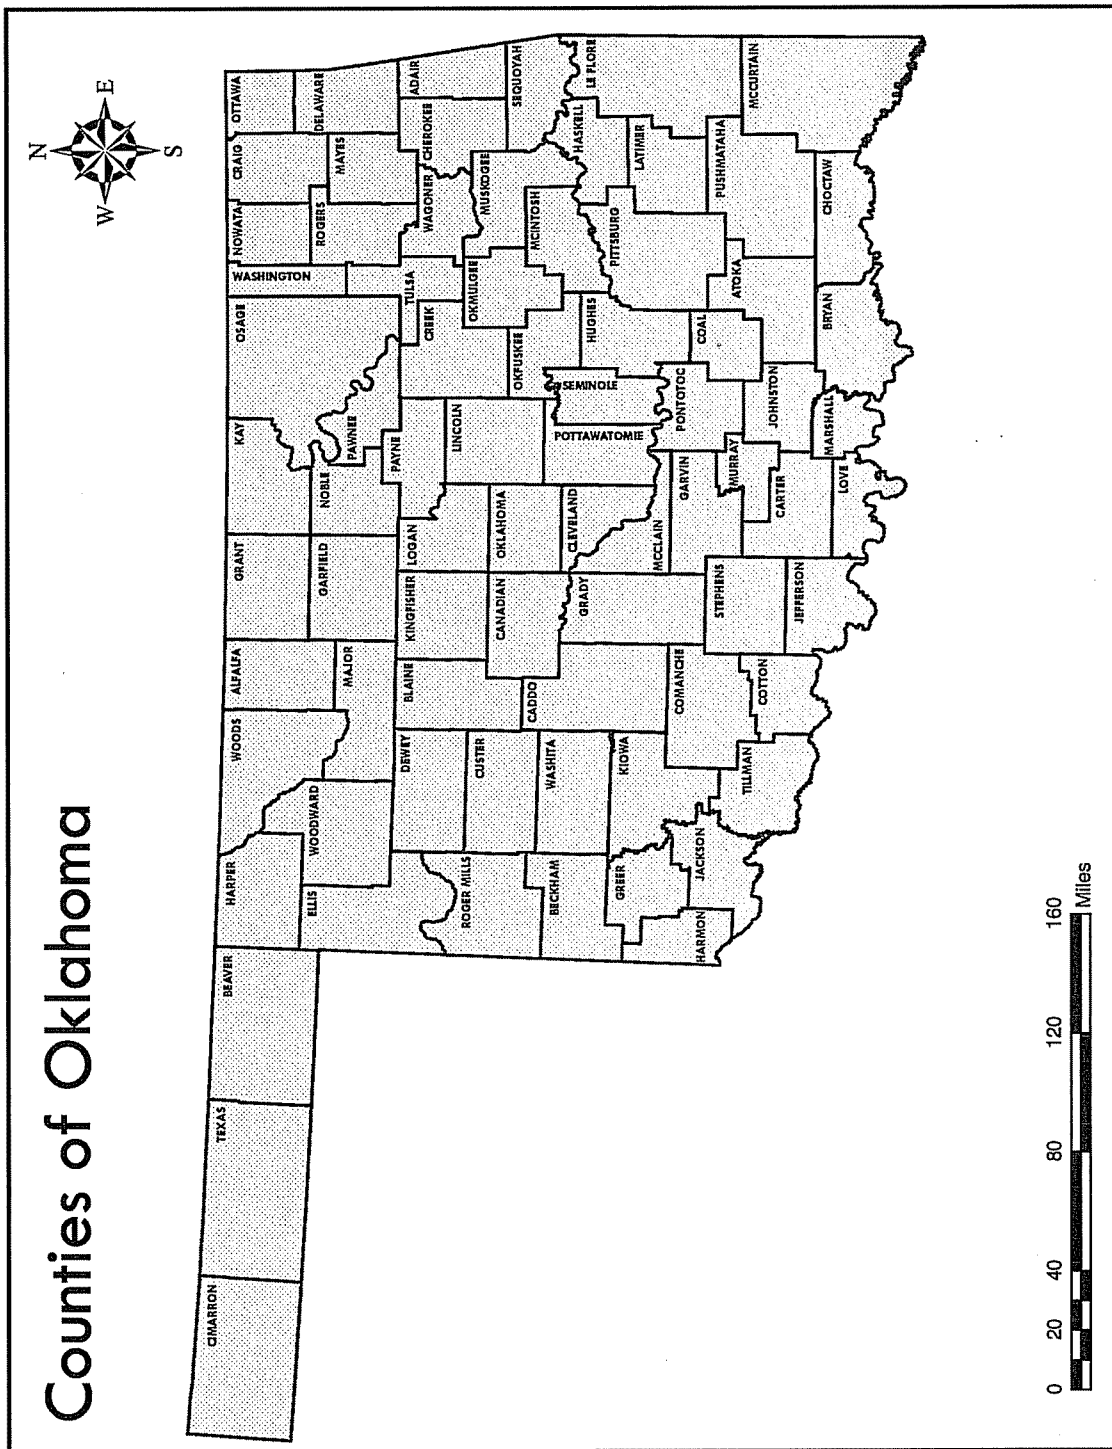 Counties of Oklahoma
N
W
E
S
CIMARRON
TEXAS
BEAVER
HARPER
WOODS
ALFALFA
GRANT
KAY
OSAGE
WASHINGTON
NOWATA
CRAIG
OTTAWA
ELLIS
WOODWARD
MAJOR
GARFIELD
NOBLE
PAWNEE
ROGERS
MAYES
DELAWARE
ROGER MILLS
DEWEY
BLAINE
KINGFISHER
LOGAN
PAYNE
CREEK
TULSA
WAGONER
CHEROKEE
ADAIR
CUSTER
CANADIAN
OKLAHOMA
LINCOLN
OKFUSKEE
OKMULGEE
MUSKOGEE
SEQUOYAH
BECKHAM
WASHITA
CADDO
GRADY
CLEVELAND
POTTAWATOMIE
SEMINOLE
HUGHES
MCINTOSH
HASKELL
LE FLORE
GREER
KIOWA
MCCLAIN
PITTSBURG
LATIMER
HARMON
JACKSON
COMANCHE
STEPHENS
GARVIN
PONTOTOC
COAL
PUSHMATAHA
MCCURTAIN
TILLMAN
COTTON
JEFFERSON
CARTER
MURRAY
JOHNSTON
ATOKA
LOVE
MARSHALL
BRYAN
CHOCTAW
0 20 40 80 120 160
Miles